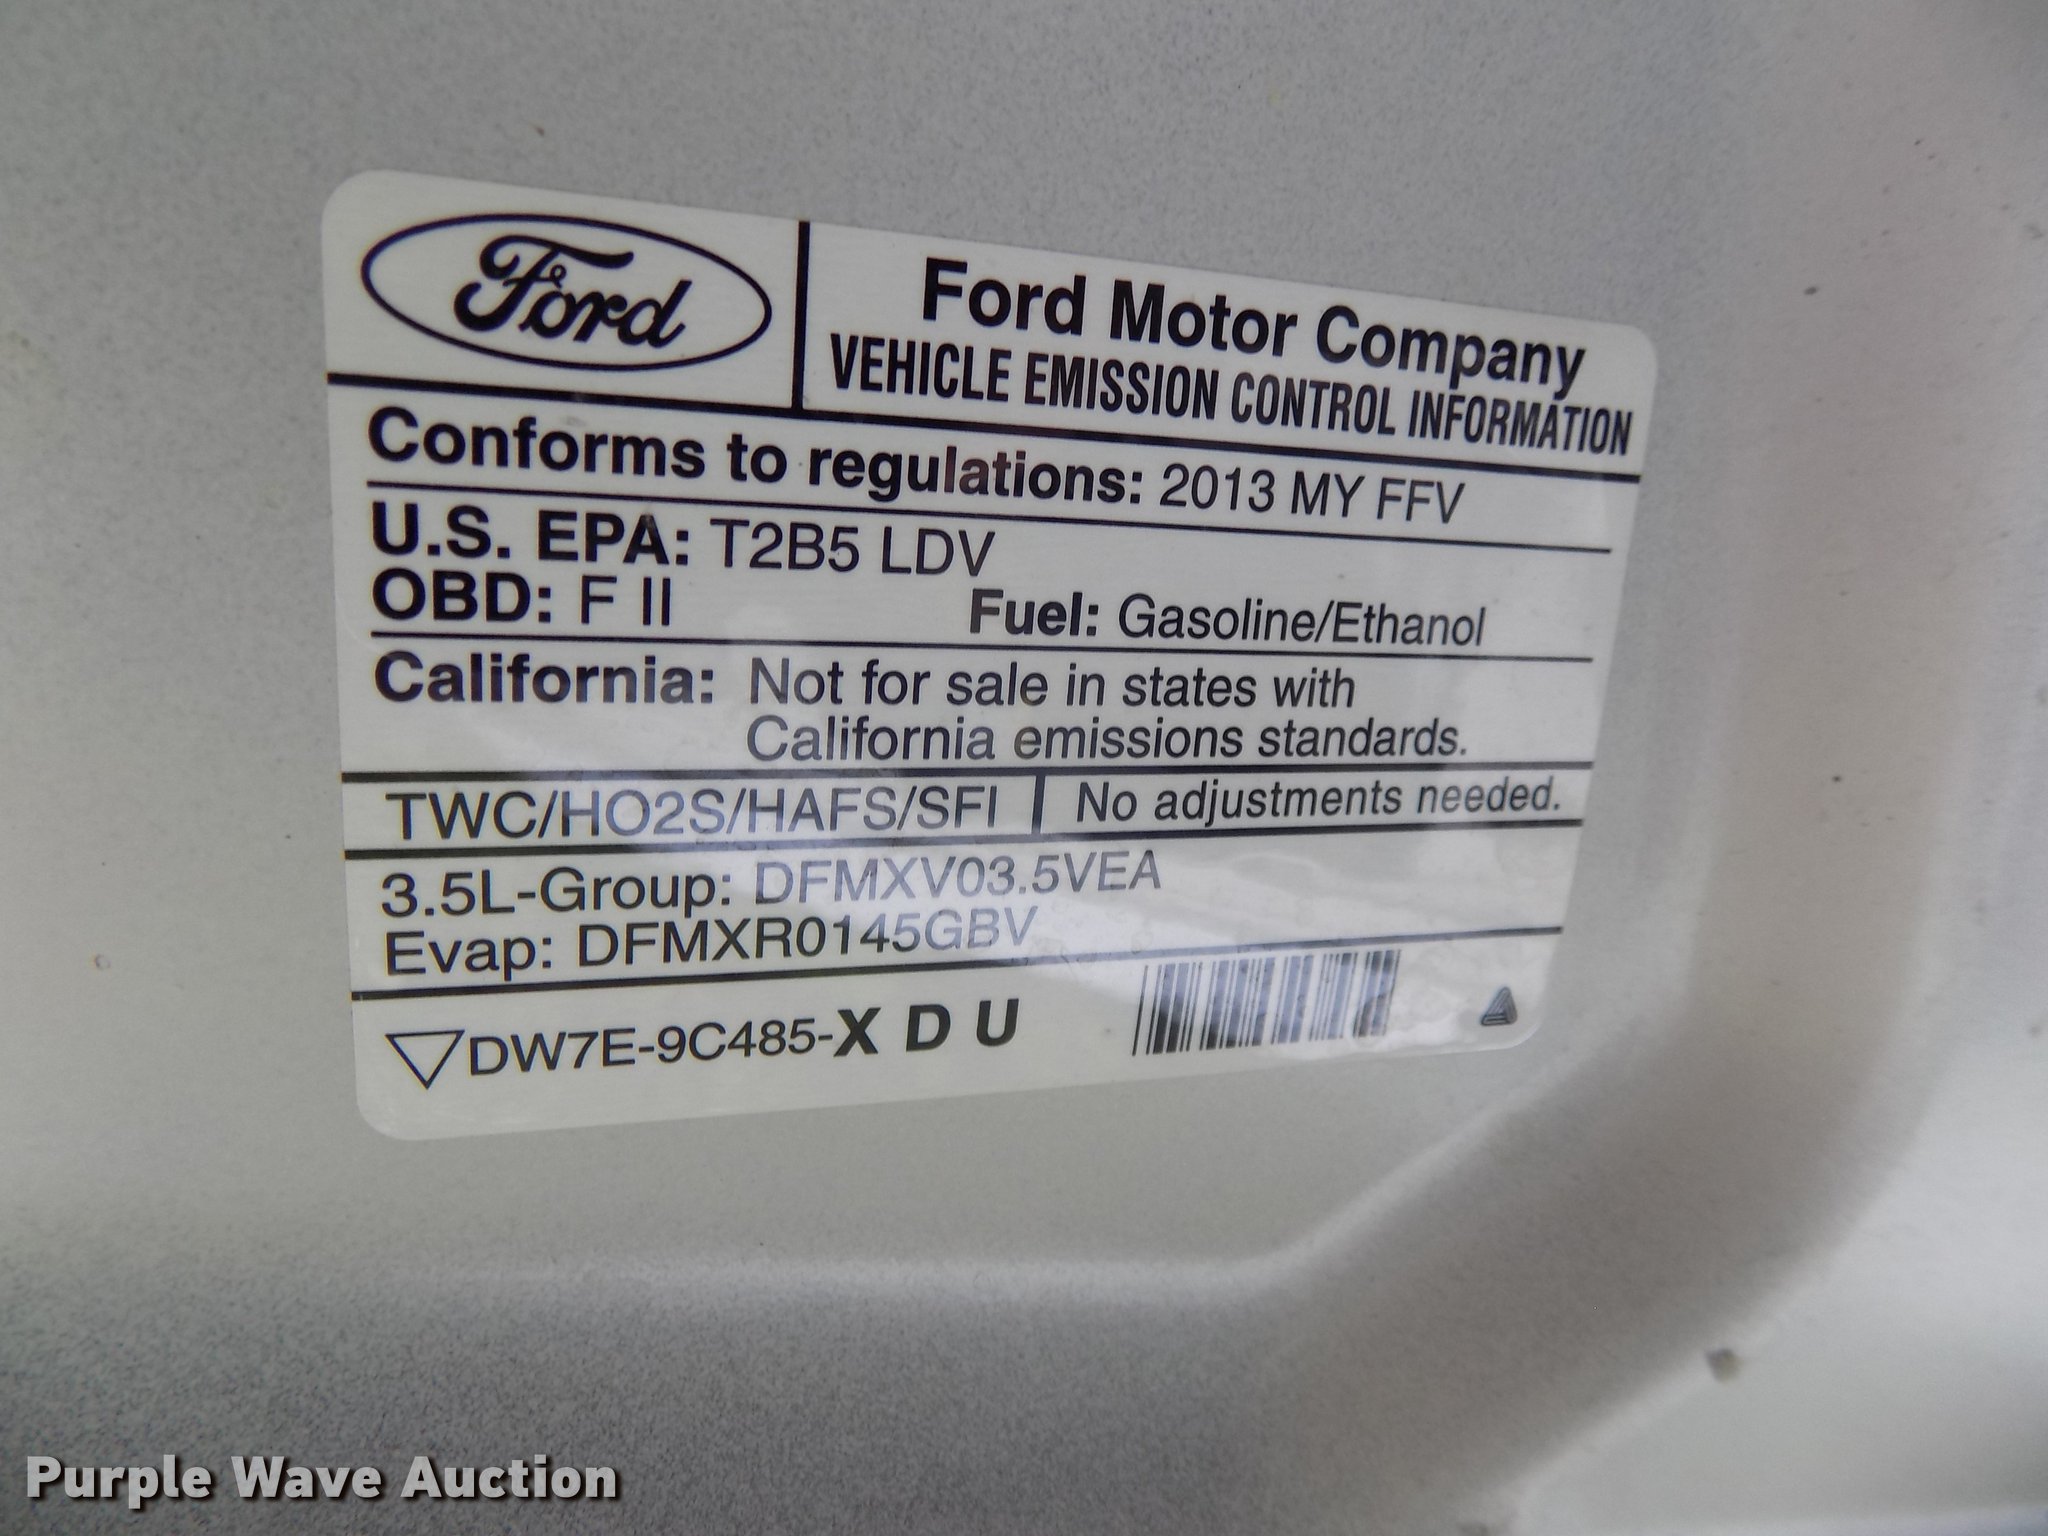 Ford
Ford Motor Company
VEHICLE EMISSION CONTROL INFORMATION
Conforms to regulations: 2013 MY FFV
U.S. EPA: T2B5 LDV
OBD: F II Fuel: Gasoline/Ethanol
California: Not for sale in states with
California emissions standards.
TWC/HO2S/HAFS/SFI No adjustments needed.
3.5L-Group: DFMXV03.5VEA
Evap: DFMXR0145GBV
DW7E-9C485-X D U
Purple Wave Auction